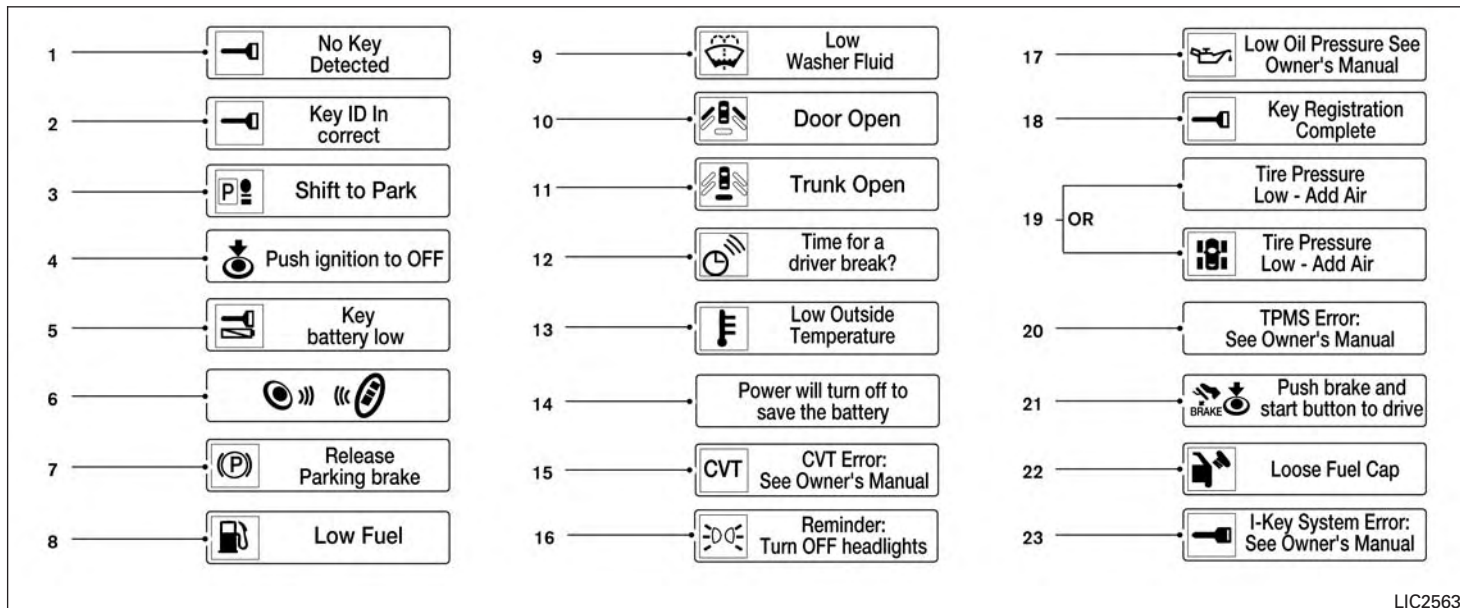 1
No Key
Detected
2
Key ID In
correct
3
P
Shift to Park
4
Push ignition to OFF
5
Key
battery low
6
7
(P)
Release
Parking brake
8
Low Fuel
9
Low
Washer Fluid
10
Door Open
11
Trunk Open
12
Time for a
driver break?
13
Low Outside
Temperature
14
Power will turn off to
save the battery
15
CVT
CVT Error:
See Owner's Manual
16
Reminder:
Turn OFF headlights
17
Low Oil Pressure See
Owner's Manual
18
Key Registration
Complete
19
OR
Tire Pressure
Low - Add Air
Tire Pressure
Low - Add Air
20
TPMS Error:
See Owner's Manual
21
BRAKE
Push brake and
start button to drive
22
Loose Fuel Cap
23
I-Key System Error:
See Owner's Manual
LIC2563